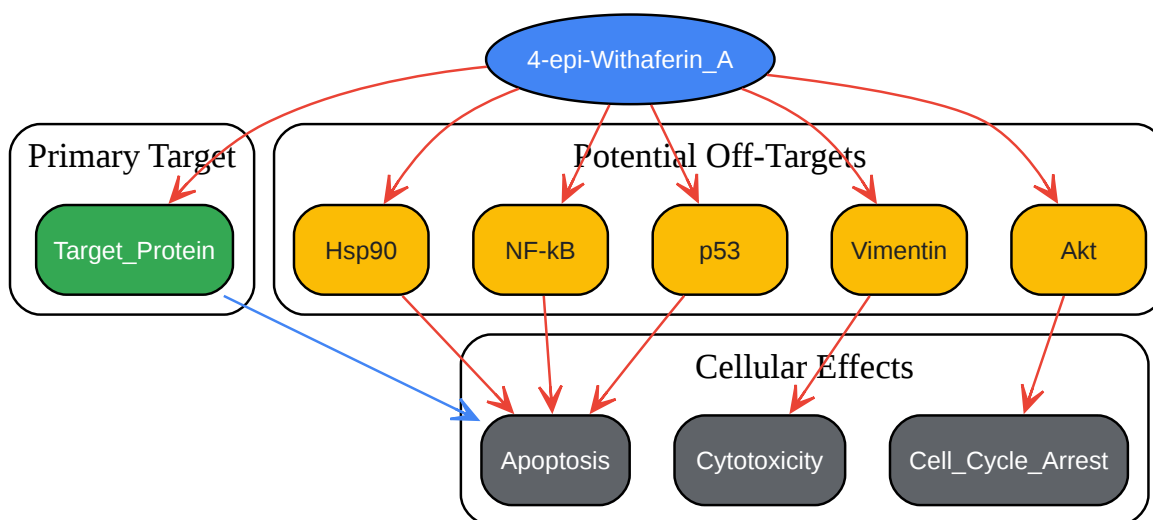 4-epi-Withaferin_A
Primary Target
Potential Off-Targets
Target_Protein
Hsp90
NF-kB
p53
Vimentin
Akt
Cellular Effects
Apoptosis
Cytotoxicity
Cell_Cycle_Arrest